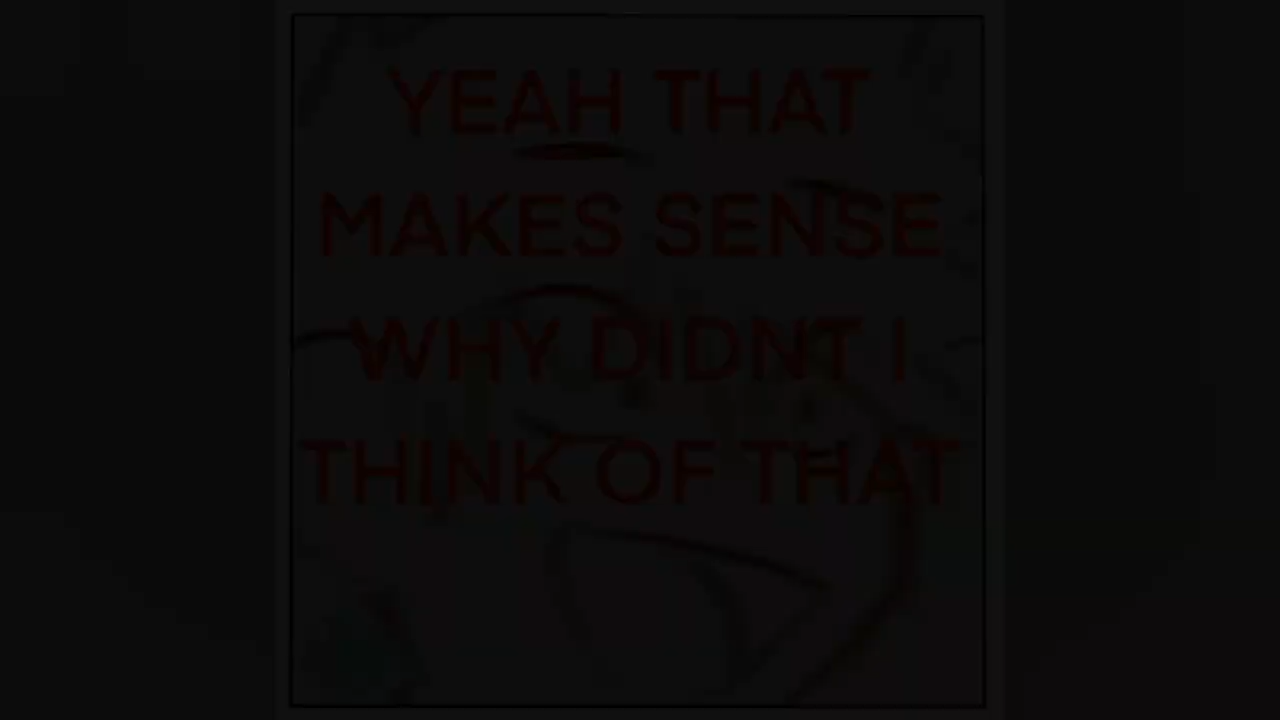 YEAH THAT
MAKES SENSE
WHY DIDNT I
THINK OF THAT